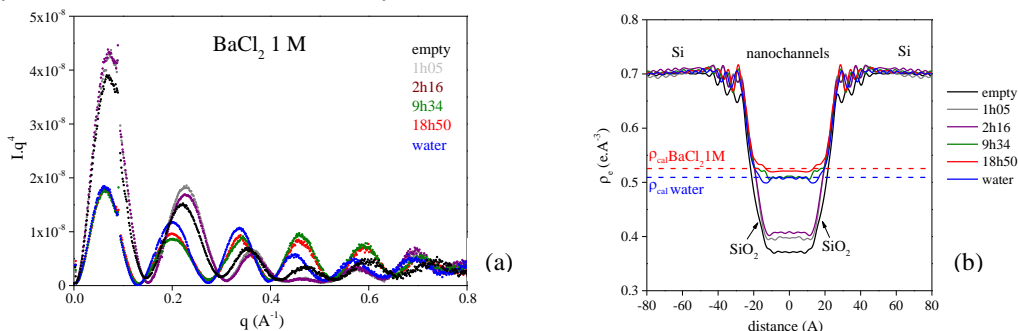 5x10⁻⁸
4x10⁻⁸
3x10⁻⁸
2x10⁻⁸
1x10⁻⁸
0
I.q⁴
BaCl₂ 1 M
empty
1h05
2h16
9h34
18h50
water
0.0 0.2 0.4 0.6 0.8
q (A⁻¹)
(a)
0.8
0.7
0.6
0.5
0.4
0.3
ρₑ (e.A⁻³)
Si nanochannels Si
ρcalBaCl₂1M
ρcal water
SiO₂ SiO₂
-80 -60 -40 -20 0 20 40 60 80
distance (A)
empty
1h05
2h16
9h34
18h50
water
(b)